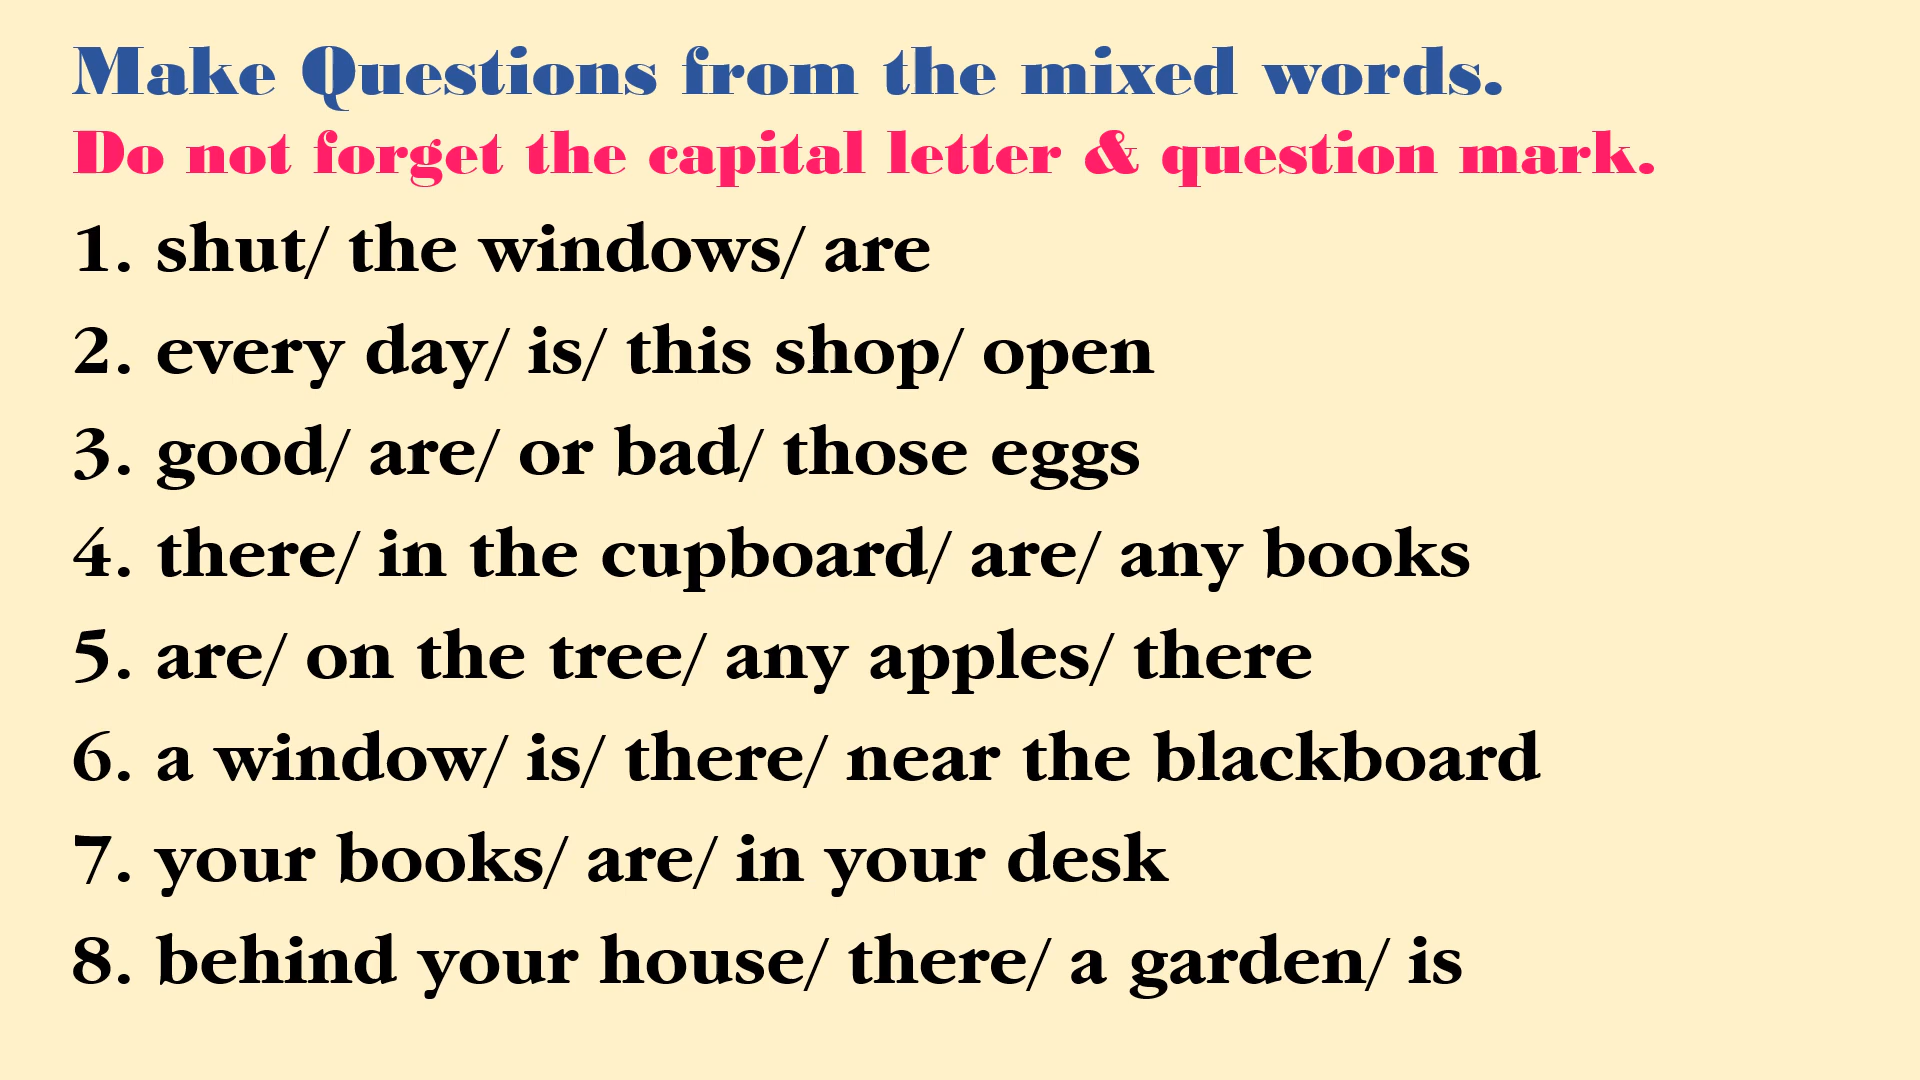 Make Questions from the mixed words.
Do not forget the capital letter & question mark.
1. shut/ the windows/ are
2. every day/ is/ this shop/ open
3. good/ are/ or bad/ those eggs
4. there/ in the cupboard/ are/ any books
5. are/ on the tree/ any apples/ there
6. a window/ is/ there/ near the blackboard
7. your books/ are/ in your desk
8. behind your house/ there/ a garden/ is